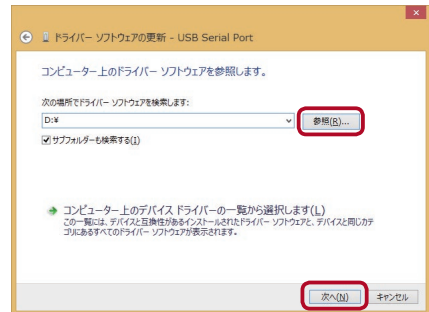 ドライバー ソフトウェアの更新 - USB Serial Port
コンピューター上のドライバー ソフトウェアを参照します。
次の場所でドライバー ソフトウェアを検索します:
D:¥
参照(R)...
サブフォルダーも検索する(I)
コンピューター上のデバイス ドライバーの一覧から選択します(L)
この一覧には、デバイスと互換性があるインストールされたドライバー ソフトウェアと、デバイスと同じカテ
ゴリにあるすべてのドライバー ソフトウェアが表示されます。
次へ(N)
キャンセル